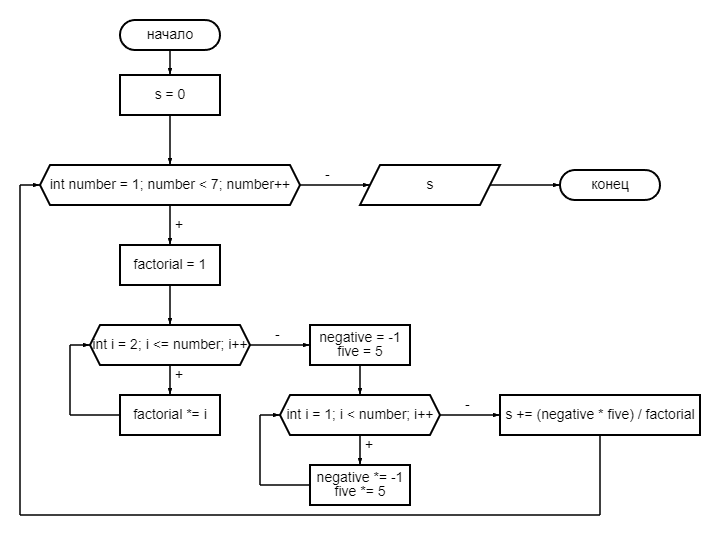 начало
s = 0
int number = 1; number < 7; number++
-
s
конец
+
factorial = 1
int i = 2; i <= number; i++
-
negative = -1
five = 5
+
factorial *= i
int i = 1; i < number; i++
-
s += (negative * five) / factorial
+
negative *= -1
five *= 5